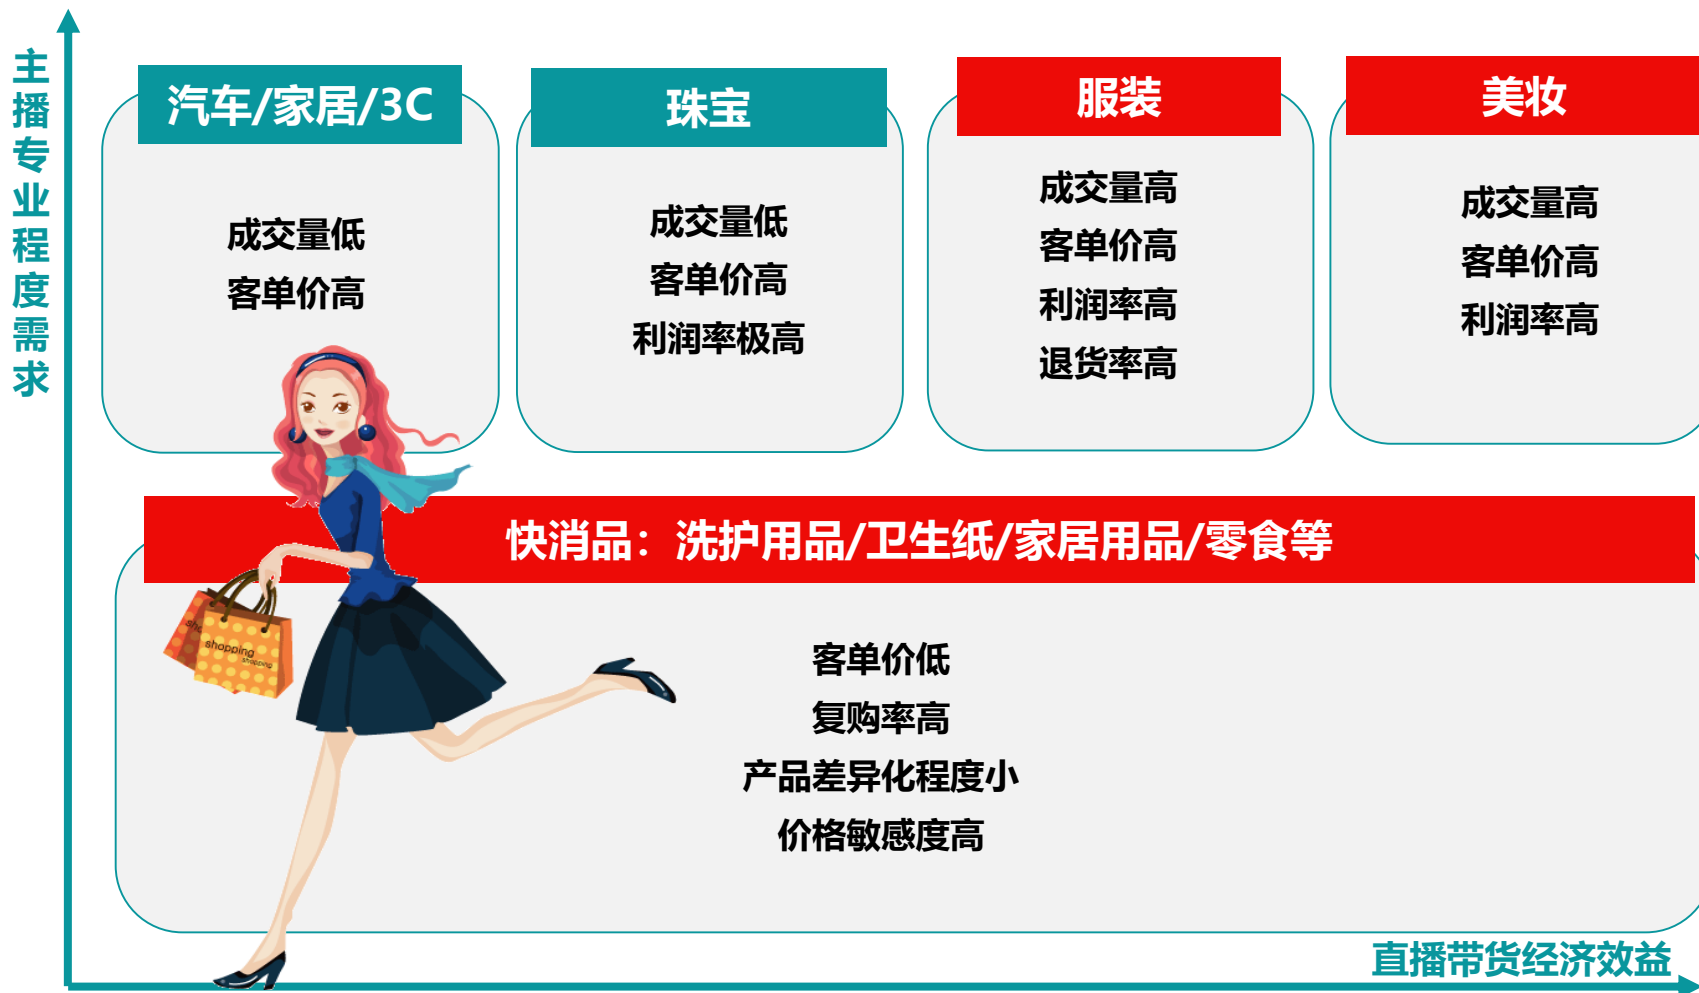 主播专业程度需求
汽车/家居/3C
成交量低
客单价高
珠宝
成交量低
客单价高
利润率极高
服装
成交量高
客单价高
利润率高
退货率高
美妆
成交量高
客单价高
利润率高
快消品：洗护用品/卫生纸/家居用品/零食等
客单价低
复购率高
产品差异化程度小
价格敏感度高
sho
shopping
shopping
直播带货经济效益